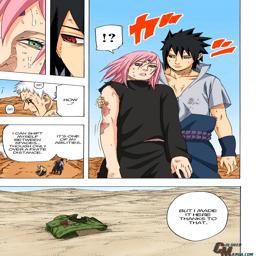 !?
HOW
...?
IT'S ONE
OF MY
ABILITIES.
I CAN SHIFT
MYSELF
BETWEEN
SPACES...
THOUGH ONLY
OVER A FINITE
DISTANCE.
BUT I MADE
IT HERE
THANKS TO
THAT...